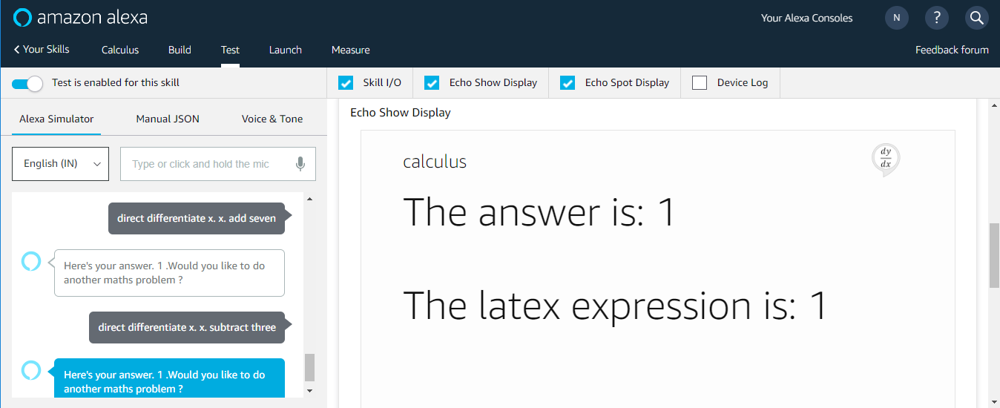 amazon alexa
Your Alexa Consoles
N
?
Your Skills
Calculus
Build
Test
Launch
Measure
Feedback forum
Test is enabled for this skill
Skill I/O
Echo Show Display
Echo Spot Display
Device Log
Alexa Simulator
Manual JSON
Voice & Tone
English (IN)
Type or click and hold the mic
direct differentiate x. x. add seven
Here's your answer. 1 .Would you like to do
another maths problem ?
direct differentiate x. x. subtract three
Here's your answer. 1 .Would you like to do
another maths problem ?
Echo Show Display
calculus
dy
dx
The answer is: 1
The latex expression is: 1